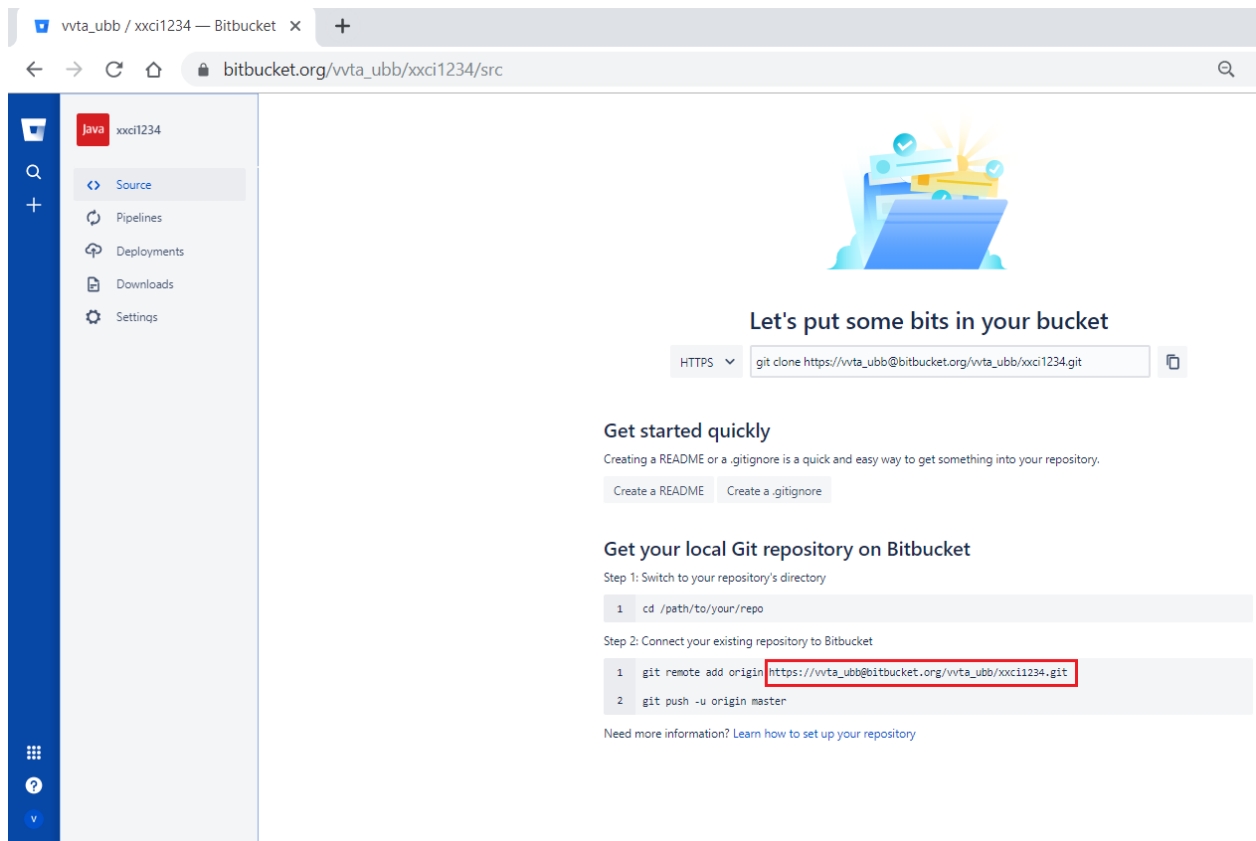 vvta_ubb / xxci1234 — Bitbucket
bitbucket.org/vvta_ubb/xxci1234/src
Java xxci1234
Source
Pipelines
Deployments
Downloads
Settings
V
Let's put some bits in your bucket
HTTPS git clone https://vvta_ubb@bitbucket.org/vvta_ubb/xxci1234.git
Get started quickly
Creating a README or a .gitignore is a quick and easy way to get something into your repository.
Create a README Create a .gitignore
Get your local Git repository on Bitbucket
Step 1: Switch to your repository's directory
1 cd /path/to/your/repo
Step 2: Connect your existing repository to Bitbucket
1 git remote add origin https://vvta_ubb@bitbucket.org/vvta_ubb/xxci1234.git
2 git push -u origin master
Need more information? Learn how to set up your repository